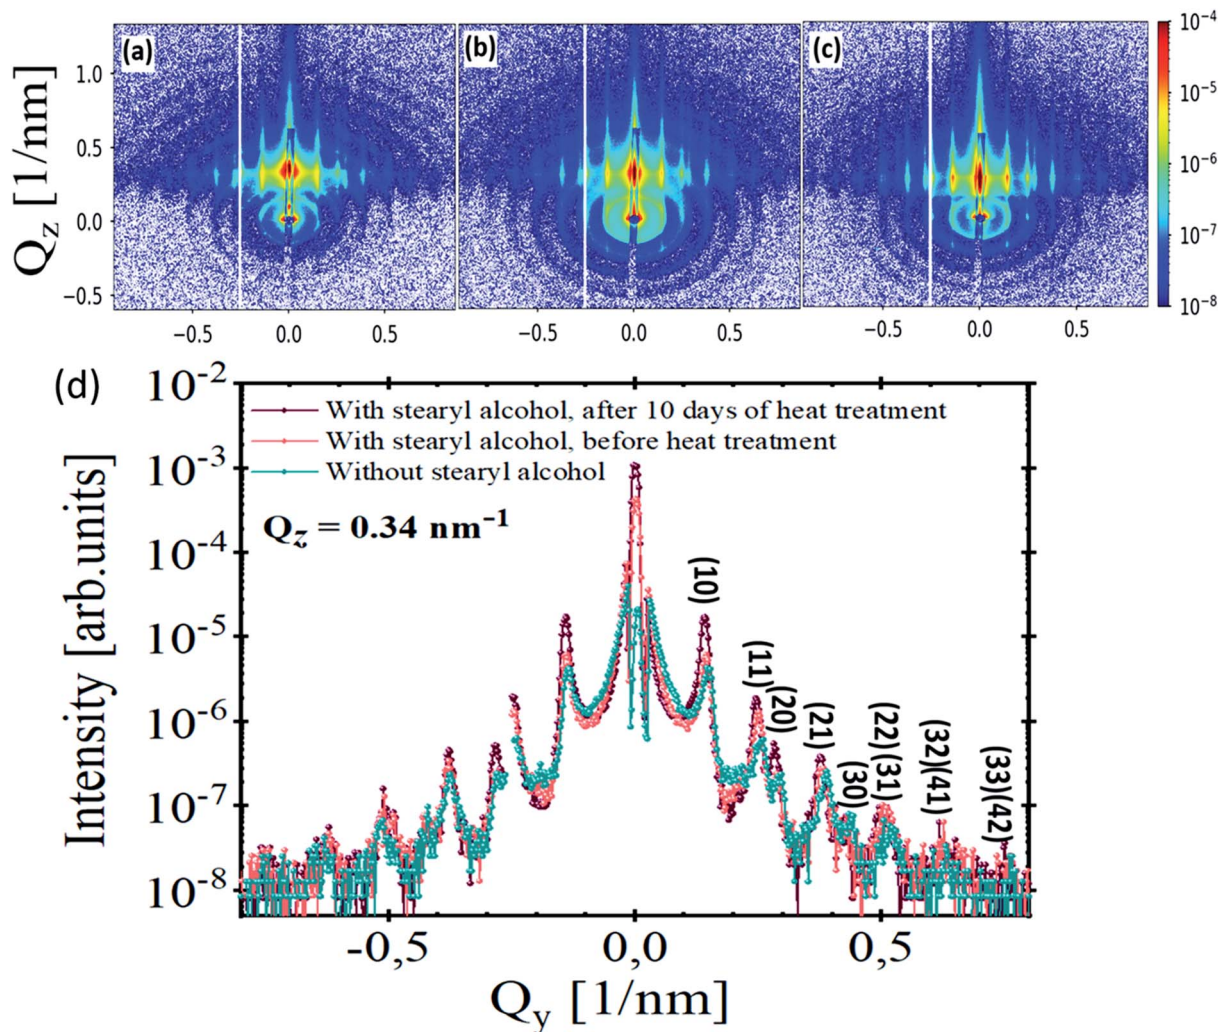 (a) (b) (c)
Q_z [1/nm]
1.0
0.5
0.0
−0.5
−0.5 0.0 0.5
−0.5 0.0 0.5
−0.5 0.0 0.5
10⁻⁴
10⁻⁵
10⁻⁶
10⁻⁷
10⁻⁸
(d)
With stearyl alcohol, after 10 days of heat treatment
With stearyl alcohol, before heat treatment
Without stearyl alcohol
Q_z = 0.34 nm⁻¹
(10)
(11)
(20)
(21)
(30)
(22)(31)
(32)(41)
(33)(42)
Intensity [arb.units]
10⁻²
10⁻³
10⁻⁴
10⁻⁵
10⁻⁶
10⁻⁷
10⁻⁸
-0,5 0,0 0,5
Q_y [1/nm]